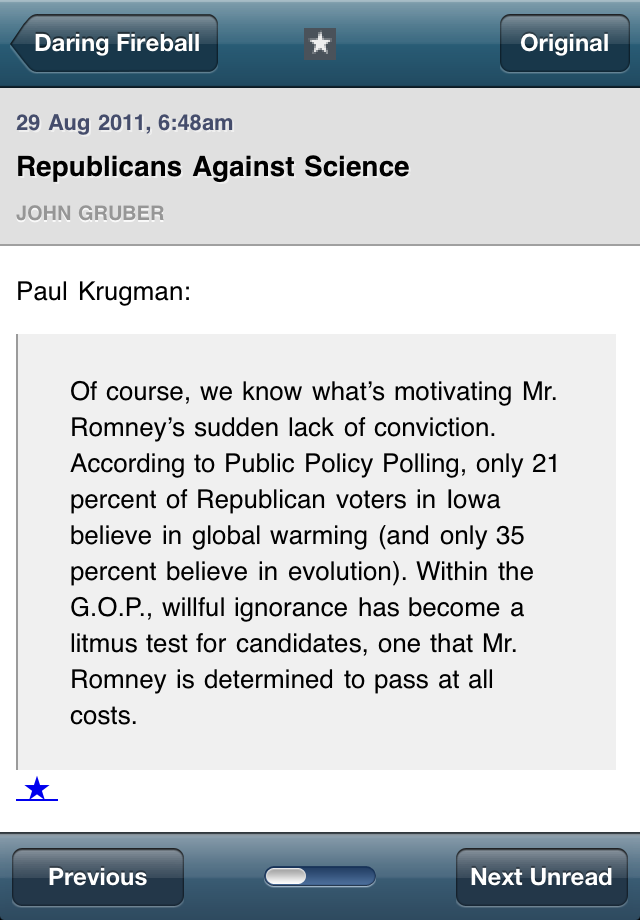 Daring Fireball
Original
29 Aug 2011, 6:48am
Republicans Against Science
JOHN GRUBER
Paul Krugman:
Of course, we know what’s motivating Mr.
Romney’s sudden lack of conviction.
According to Public Policy Polling, only 21
percent of Republican voters in Iowa
believe in global warming (and only 35
percent believe in evolution). Within the
G.O.P., willful ignorance has become a
litmus test for candidates, one that Mr.
Romney is determined to pass at all
costs.
★
Previous
Next Unread